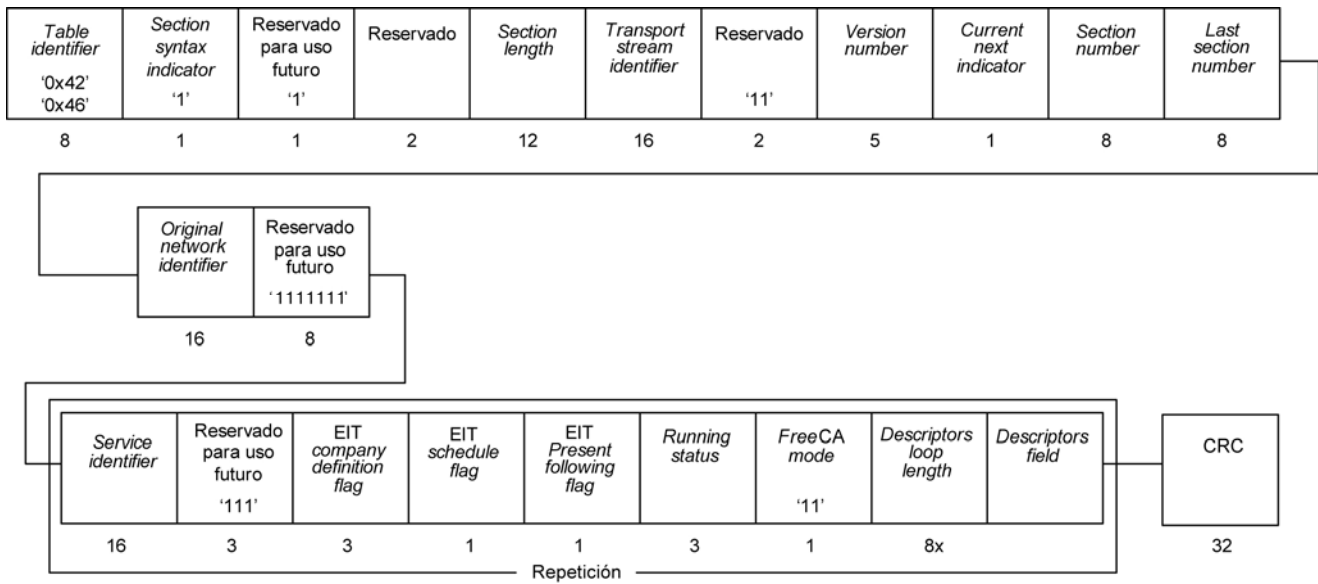 Table identifier '0x42' '0x46'
Section syntax indicator '1'
Reservado para uso futuro '1'
Reservado
Section length
Transport stream identifier
Reservado '11'
Version number
Current next indicator
Section number
Last section number
8 1 1 2 12 16 2 5 1 8 8
Original network identifier
Reservado para uso futuro '1111111'
16 8
Service identifier
Reservado para uso futuro '111'
EIT company definition flag
EIT schedule flag
EIT Present following flag
Running status
FreeCA mode '11'
Descriptors loop length
Descriptors field
CRC
16 3 3 1 1 3 1 8x 32
Repetición